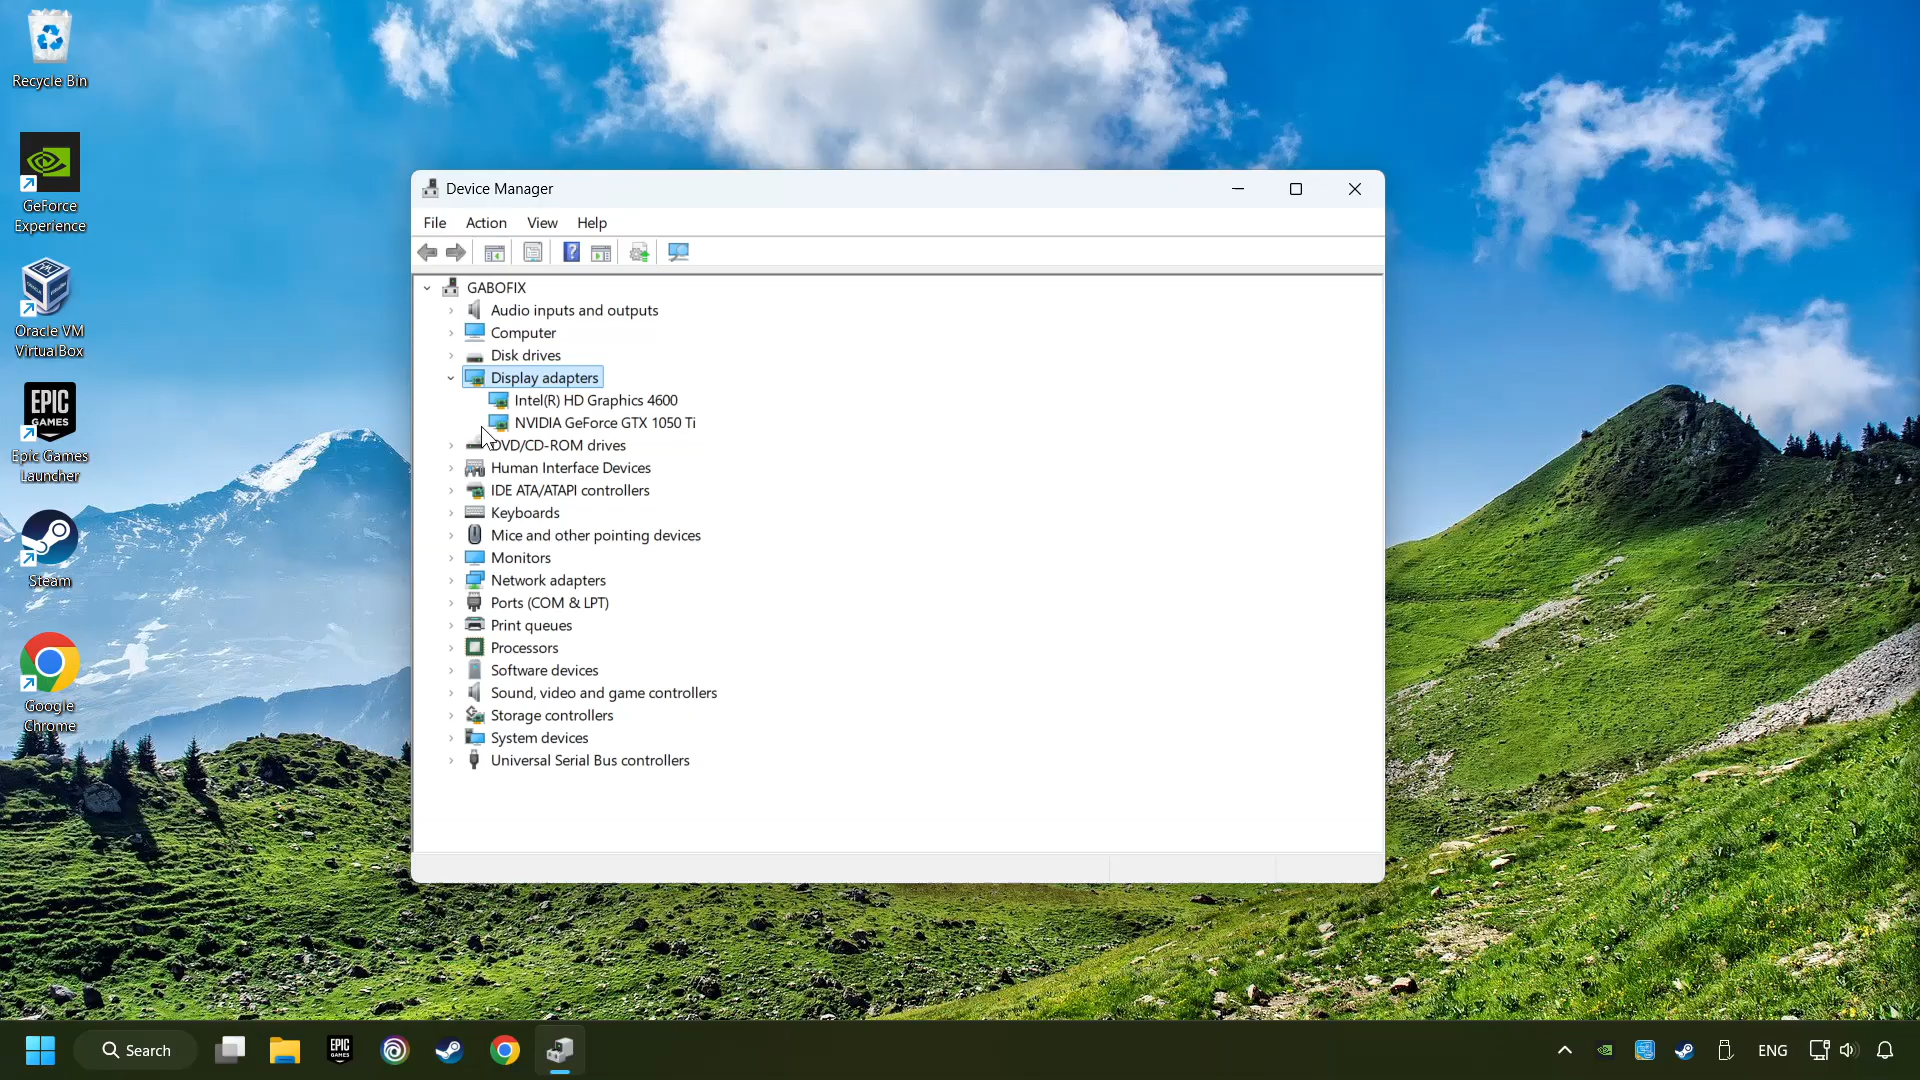 Recycle Bin
GeForce
Experience
Oracle VM
VirtualBox
EPIC
GAMES
Epic Games
Launcher
Steam
Google
Chrome
Device Manager
File Action View Help
GABOFIX
Audio inputs and outputs
Computer
Disk drives
Display adapters
Intel(R) HD Graphics 4600
NVIDIA GeForce GTX 1050 Ti
DVD/CD-ROM drives
Human Interface Devices
IDE ATA/ATAPI controllers
Keyboards
Mice and other pointing devices
Monitors
Network adapters
Ports (COM & LPT)
Print queues
Processors
Software devices
Sound, video and game controllers
Storage controllers
System devices
Universal Serial Bus controllers
Search
EPIC
GAMES
ENG